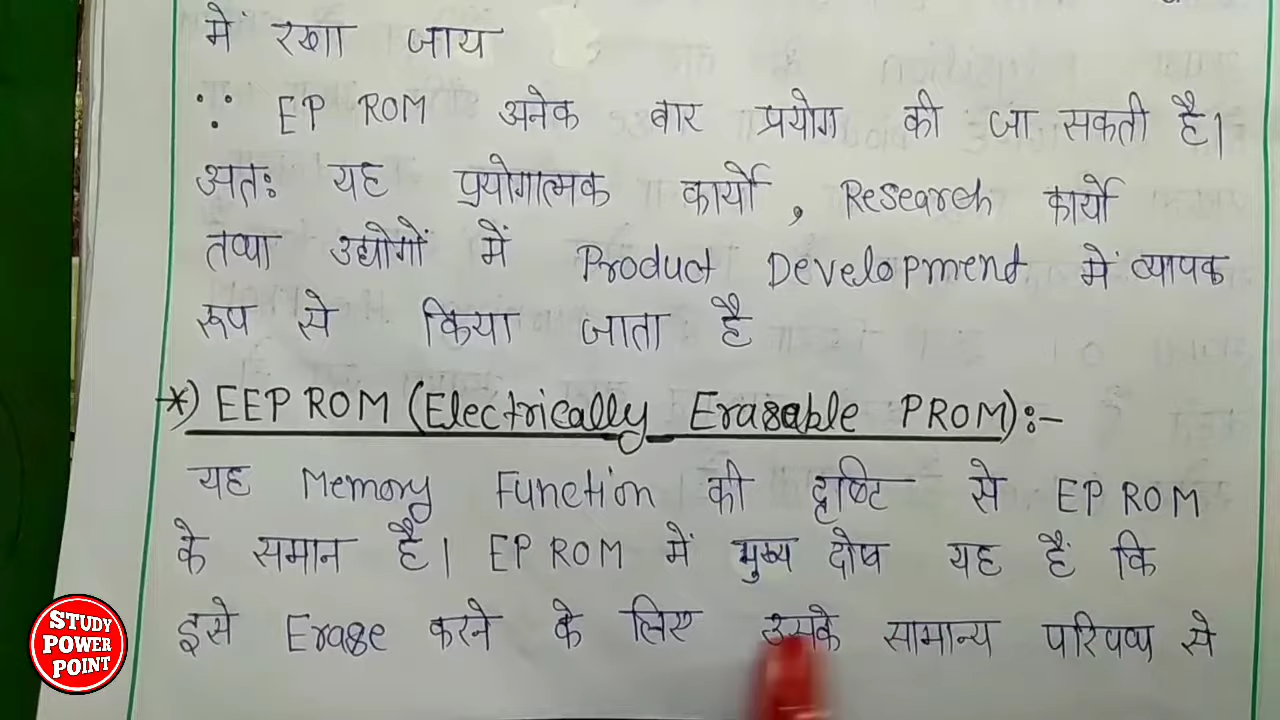 में रखा जाय
∵ EP ROM अनेक बार प्रयोग की जा सकती है।
अतः यह प्रयोगात्मक कार्यो, Research कार्यो
तथा उद्योगों में Product Development में व्यापक
रूप से किया जाता है
*) EEP ROM (Electrically Erasable PROM):-
यह Memory Function की दृष्टि से EP ROM
के समान है। EP ROM में मुख्य दोष यह है कि
इसे Erase करने के लिए उसके सामान्य परिपथ से
STUDY
POWER
POINT